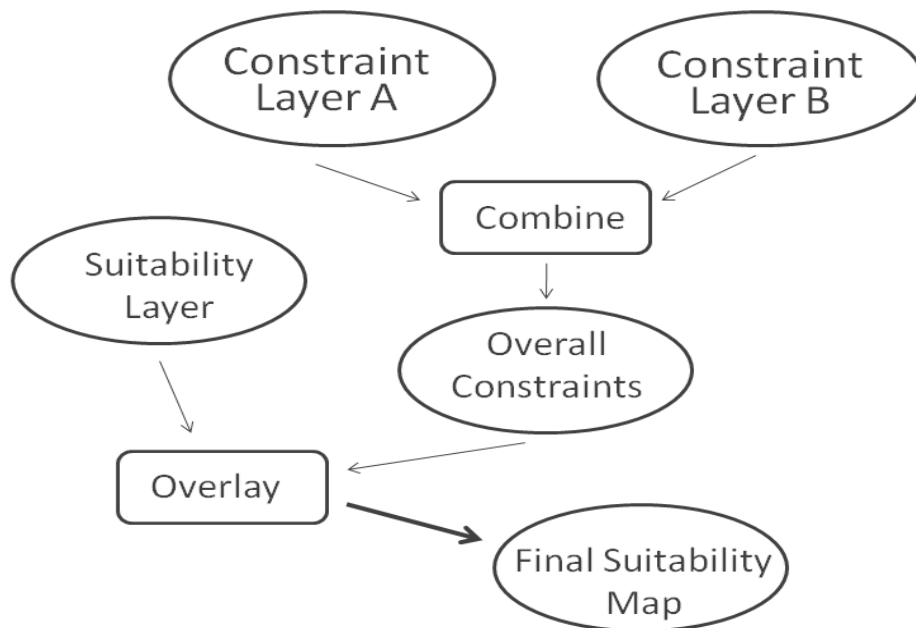 Constraint
Layer A
Constraint
Layer B
Combine
Suitability
Layer
Overall
Constraints
Overlay
Final Suitability
Map